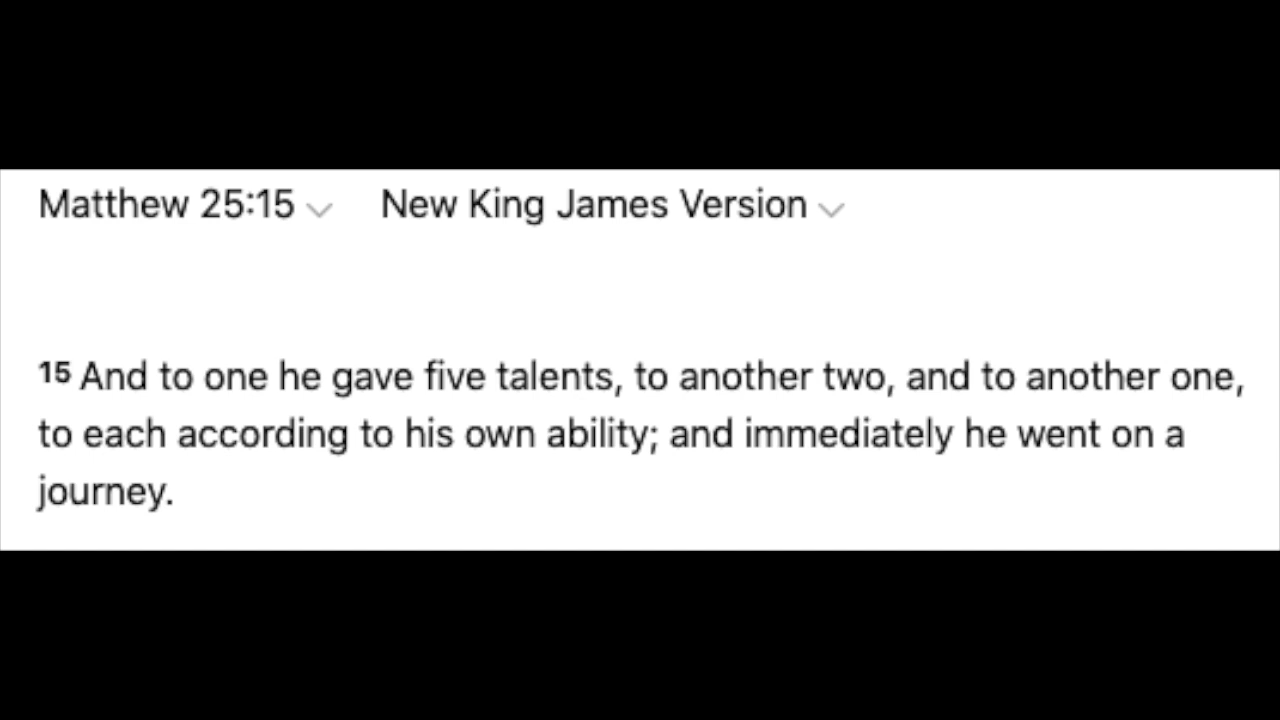 Matthew 25:15 New King James Version
15 And to one he gave five talents, to another two, and to another one,
to each according to his own ability; and immediately he went on a
journey.